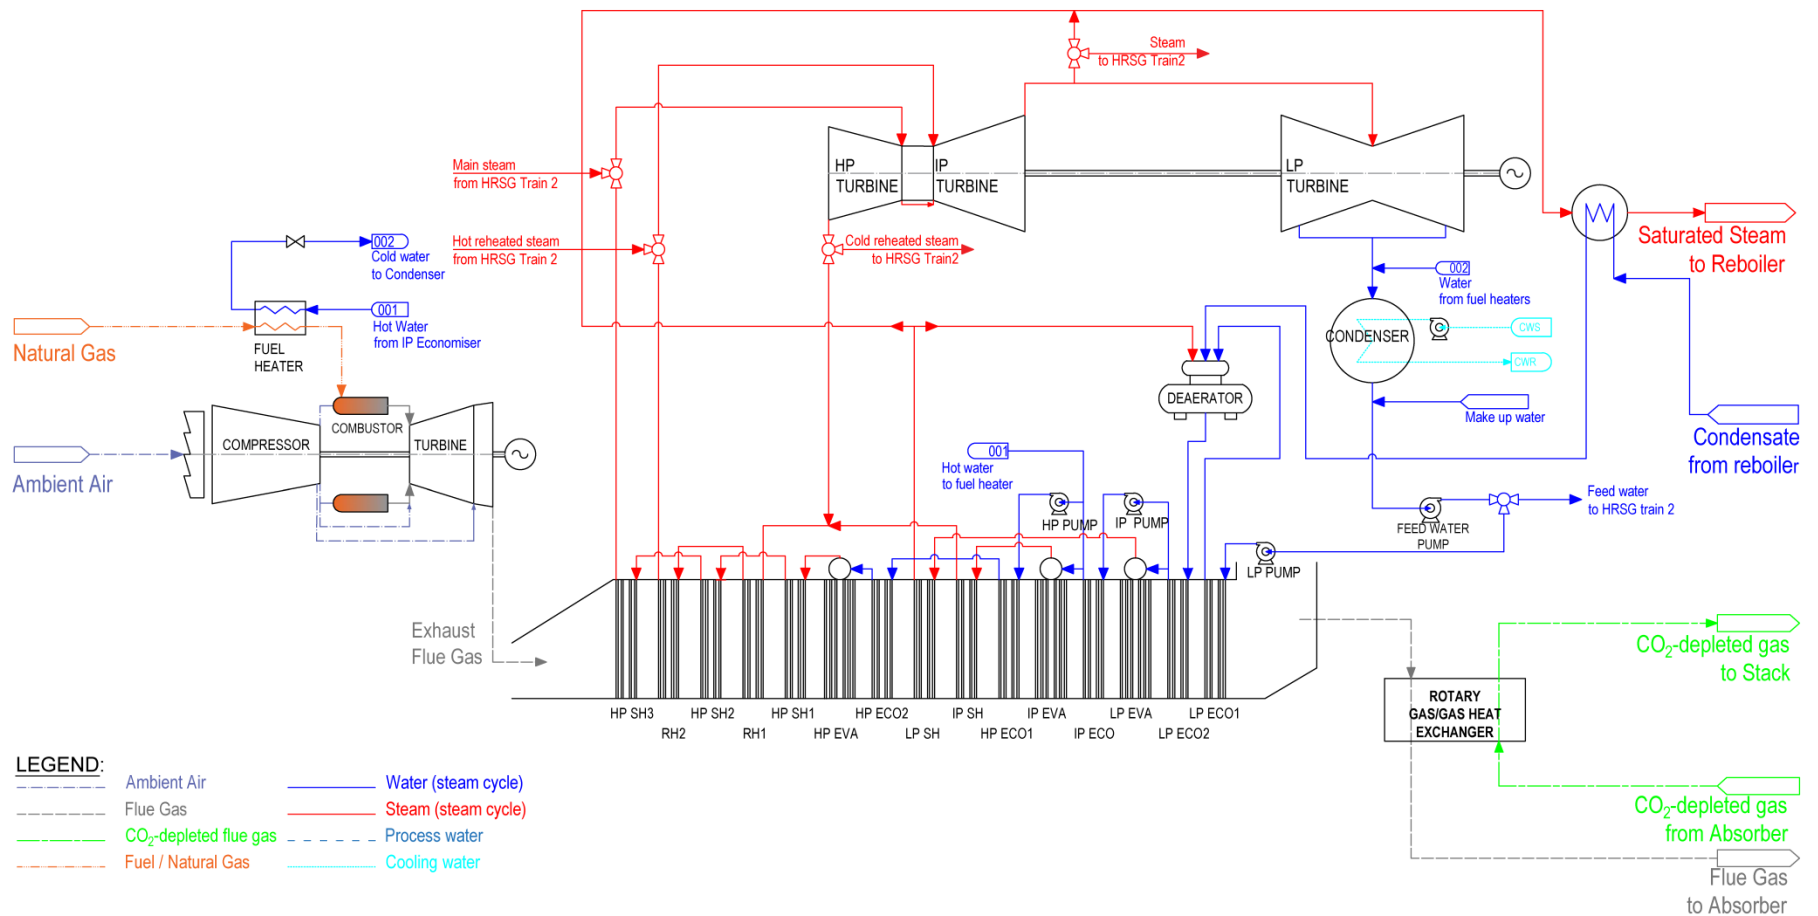 Steam
to HRSG Train2
Main steam
from HRSG Train 2
HP
TURBINE
IP
TURBINE
LP
TURBINE
Hot reheated steam
from HRSG Train 2
Cold reheated steam
to HRSG Train2
Saturated Steam
to Reboiler
002
Cold water
to Condenser
002
Water
from fuel heaters
001
Hot Water
from IP Economiser
Natural Gas
FUEL
HEATER
CONDENSER
CWS
CWR
DEAERATOR
Make up water
COMBUSTOR
COMPRESSOR
TURBINE
Ambient Air
001
Hot water
to fuel heater
Condensate
from reboiler
HP PUMP
IP PUMP
FEED WATER
PUMP
Feed water
to HRSG train 2
LP PUMP
Exhaust
Flue Gas
HP SH3
RH2
HP SH2
RH1
HP SH1
HP EVA
HP ECO2
LP SH
IP SH
HP ECO1
IP EVA
IP ECO
LP EVA
LP ECO2
LP ECO1
CO2-depleted gas
to Stack
ROTARY
GAS/GAS HEAT
EXCHANGER
CO2-depleted gas
from Absorber
Flue Gas
to Absorber
LEGEND:
Ambient Air
Flue Gas
CO2-depleted flue gas
Fuel / Natural Gas
Water (steam cycle)
Steam (steam cycle)
Process water
Cooling water